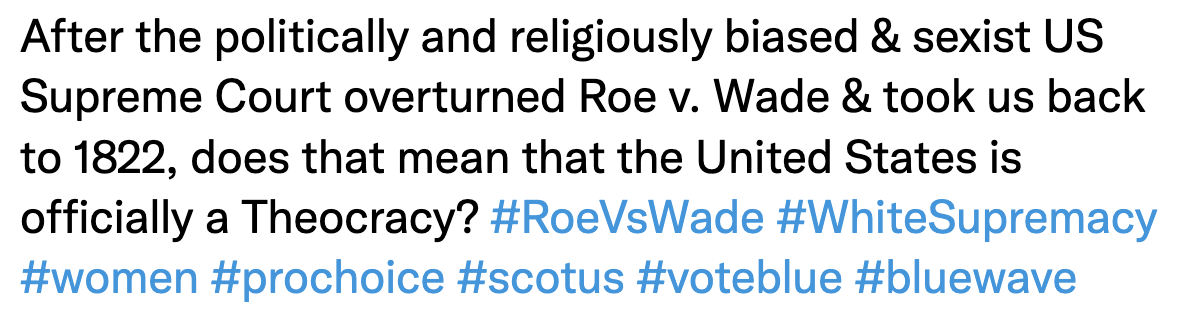 After the politically and religiously biased & sexist US
Supreme Court overturned Roe v. Wade & took us back
to 1822, does that mean that the United States is
officially a Theocracy? #RoeVsWade #WhiteSupremacy
#women #prochoice #scotus #voteblue #bluewave